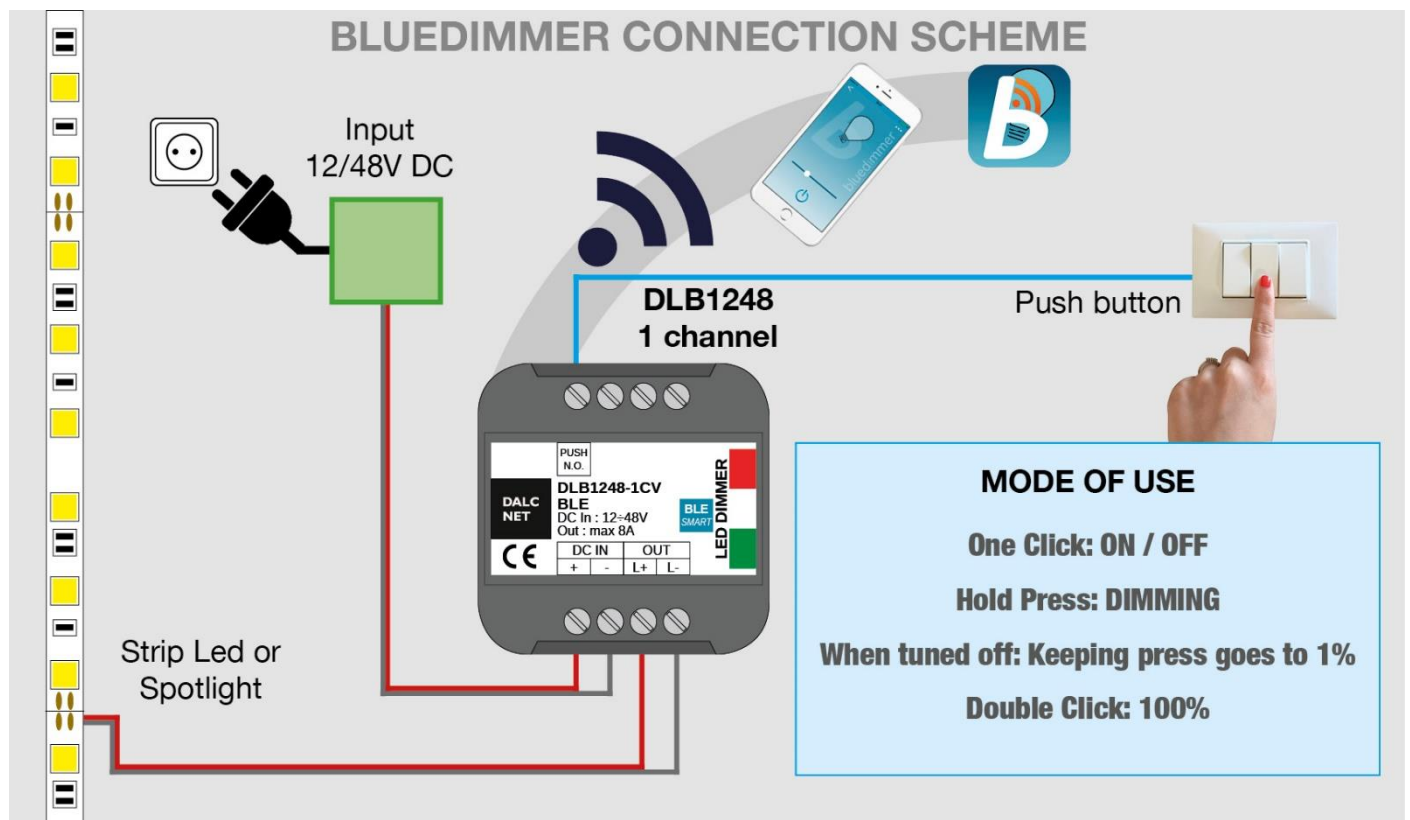 BLUEDIMMER CONNECTION SCHEME
Input
12/48V DC
bluedimmer
b
DLB1248
1 channel
Push button
PUSH
N.O.
DLB1248-1CV
BLE
DC In : 12÷48V
Out : max 8A
DALC
NET
BLE
SMART
LED DIMMER
CE
DC IN OUT
+ - L+ L-
Strip Led or
Spotlight
MODE OF USE
One Click: ON / OFF
Hold Press: DIMMING
When tuned off: Keeping press goes to 1%
Double Click: 100%